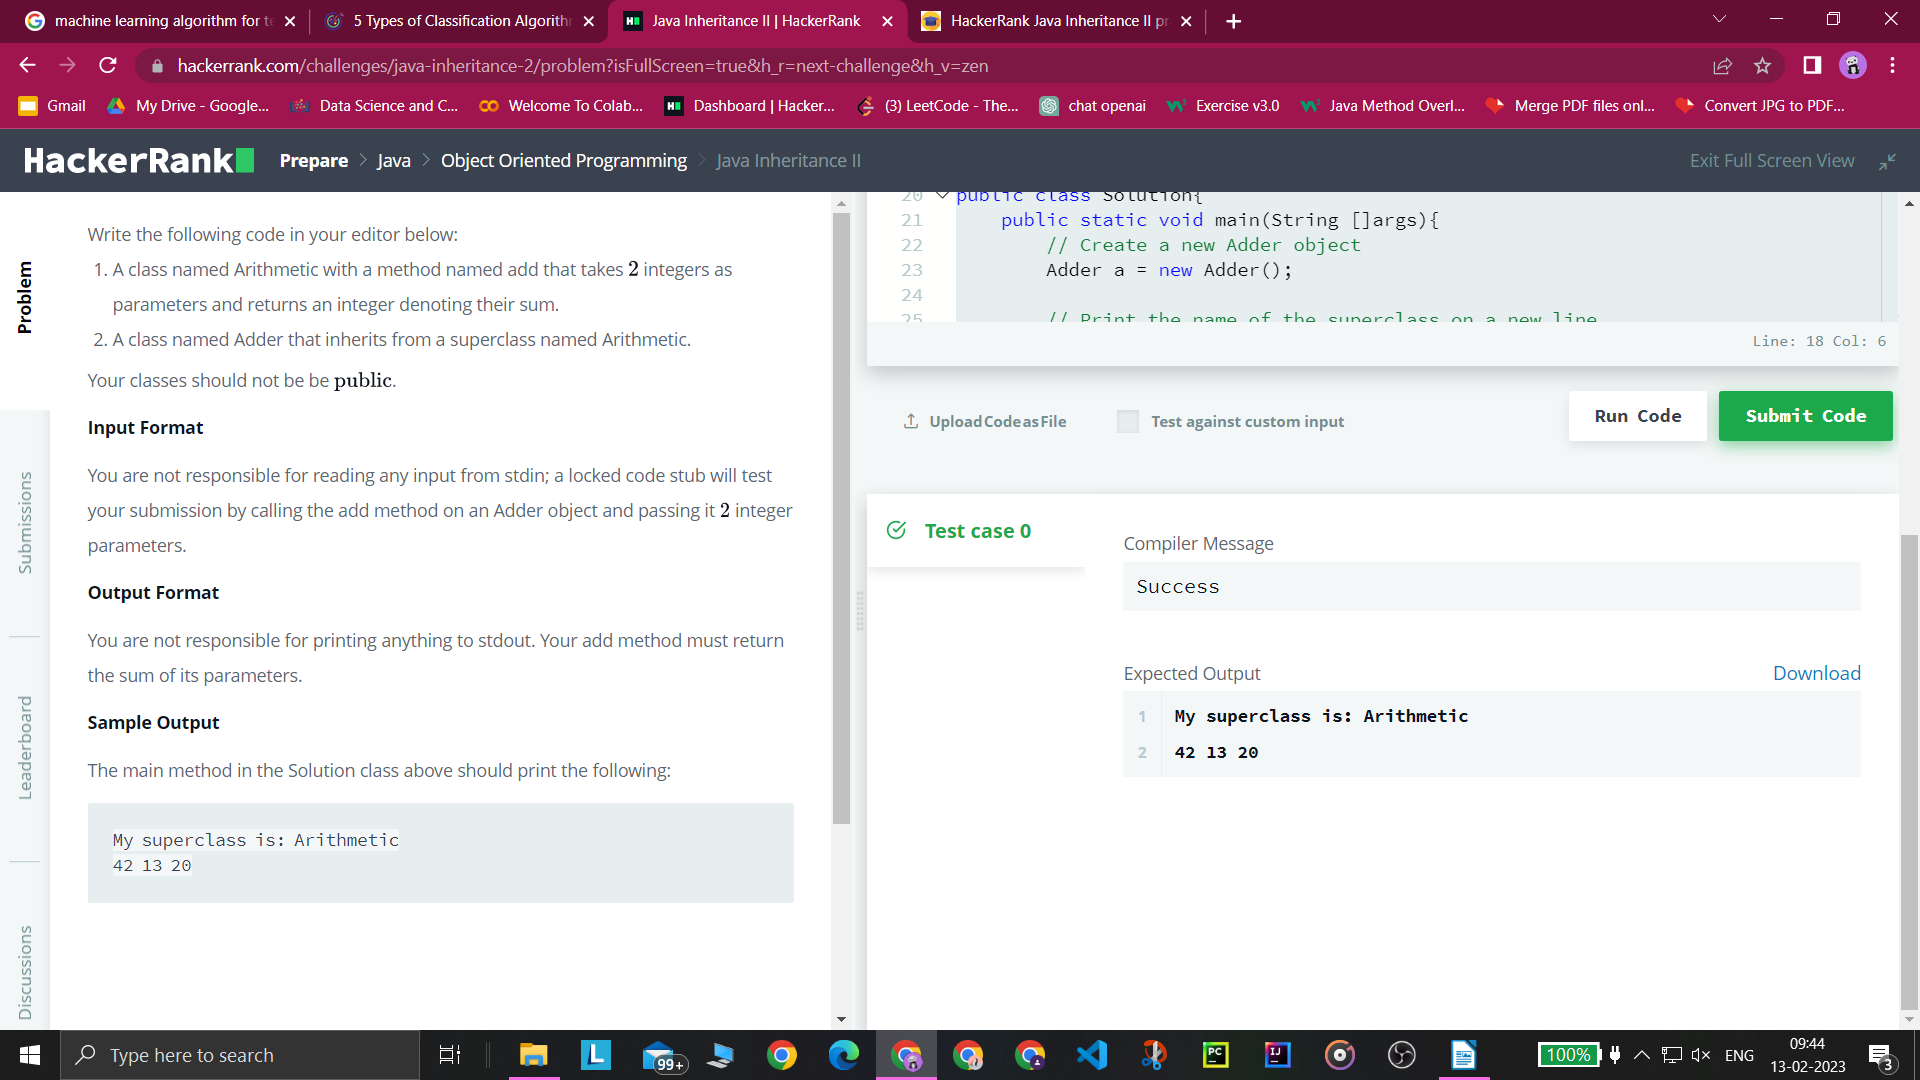 machine learning algorithm for te
5 Types of Classification Algorith
Java Inheritance II | HackerRank
HackerRank Java Inheritance II pr
hackerrank.com/challenges/java-inheritance-2/problem?isFullScreen=true&h_r=next-challenge&h_v=zen
Gmail
My Drive - Google...
Data Science and C...
Welcome To Colab...
Dashboard | Hacker...
(3) LeetCode - The...
chat openai
Exercise v3.0
Java Method Overl...
Merge PDF files onl...
Convert JPG to PDF...
HackerRank
Prepare > Java > Object Oriented Programming > Java Inheritance II
Exit Full Screen View
Problem
Submissions
Leaderboard
Discussions
Write the following code in your editor below:
1. A class named Arithmetic with a method named add that takes 2 integers as
parameters and returns an integer denoting their sum.
2. A class named Adder that inherits from a superclass named Arithmetic.
Your classes should not be be public.
Input Format
You are not responsible for reading any input from stdin; a locked code stub will test
your submission by calling the add method on an Adder object and passing it 2 integer
parameters.
Output Format
You are not responsible for printing anything to stdout. Your add method must return
the sum of its parameters.
Sample Output
The main method in the Solution class above should print the following:
My superclass is: Arithmetic
42 13 20
20 public class Solution{
21 public static void main(String []args){
22 // Create a new Adder object
23 Adder a = new Adder();
24
25 // Print the name of the superclass on a new line
Line: 18 Col: 6
Upload Code as File
Test against custom input
Run Code
Submit Code
Test case 0
Compiler Message
Success
Expected Output
Download
1 My superclass is: Arithmetic
2 42 13 20
Type here to search
99+
100%
ENG
09:44
13-02-2023
3